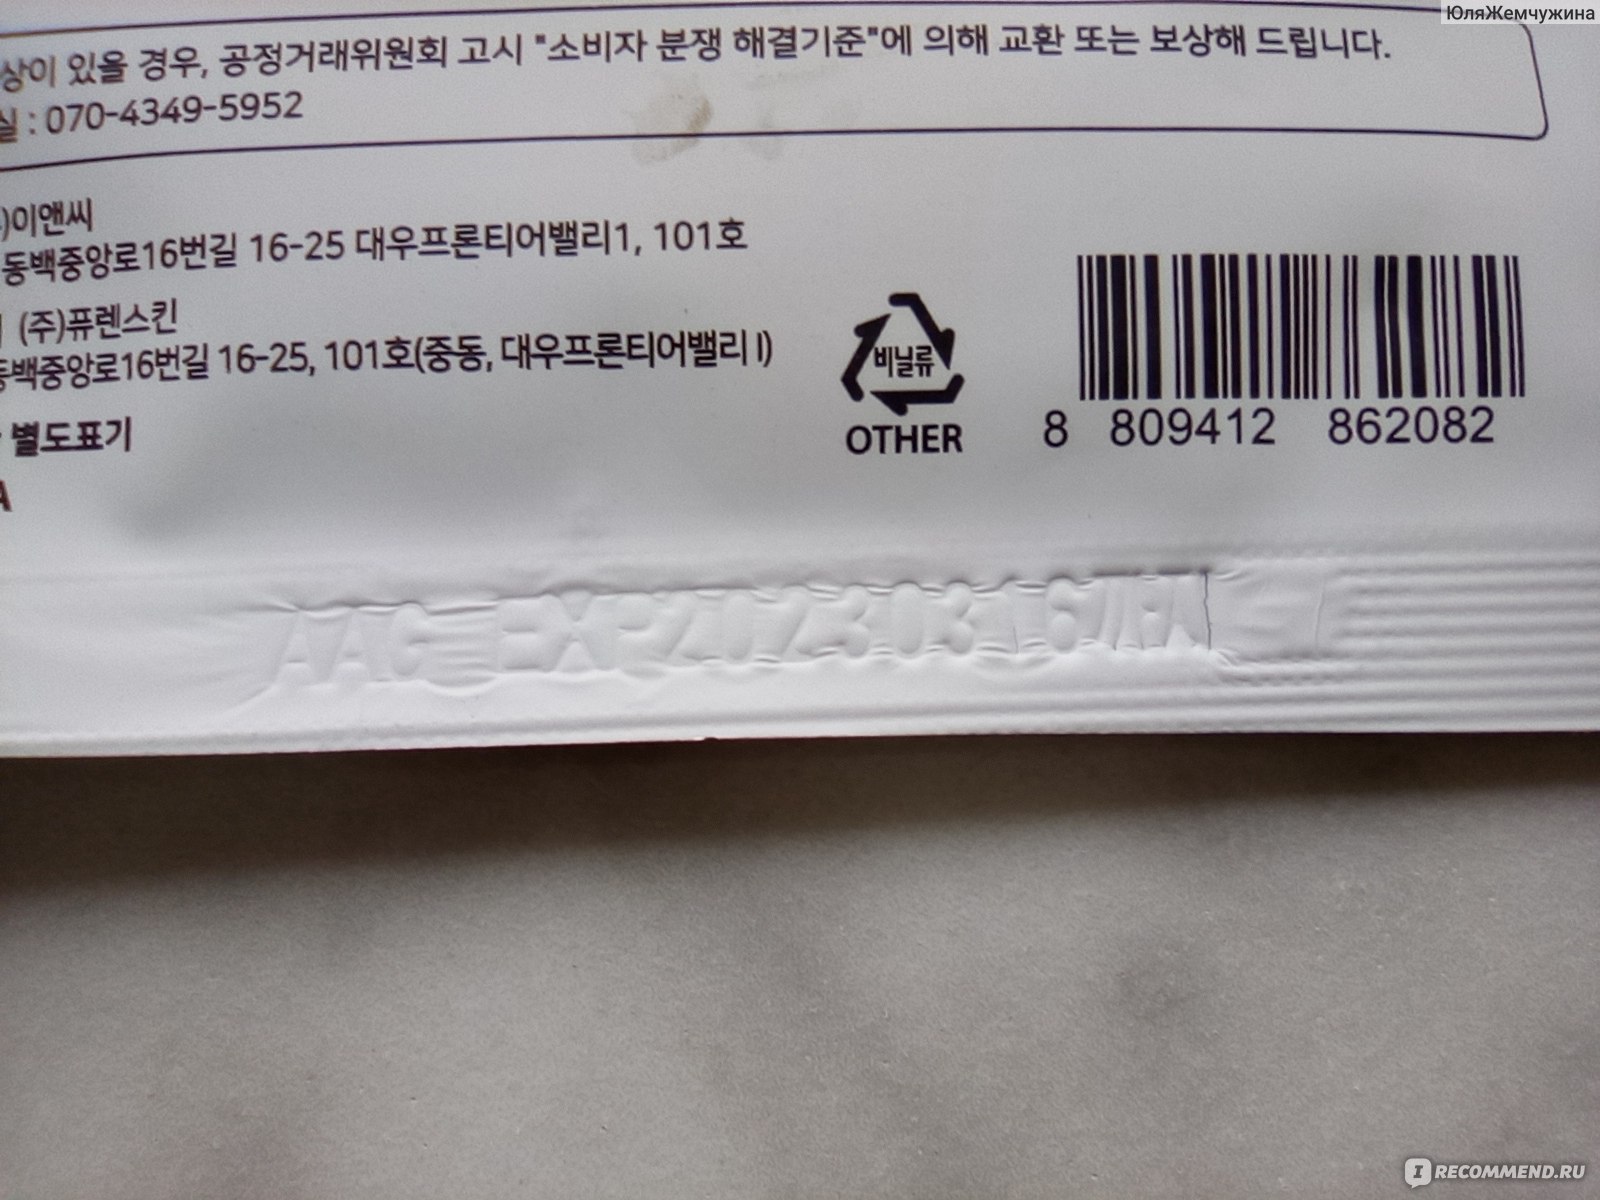 ЮляЖемчужина
상이 있을 경우, 공정거래위원회 고시 "소비자 분쟁 해결기준"에 의해 교환 또는 보상해 드립니다.
실 : 070-4349-5952
)이앤씨
동백중앙로16번길 16-25 대우프론티어밸리1, 101호
(주)퓨렌스킨
동백중앙로16번길 16-25, 101호(중동, 대우프론티어밸리 I)
별도표기
A
비닐류
OTHER
8 809412 862082
AAG EXP20230316
IRECOMMEND.RU